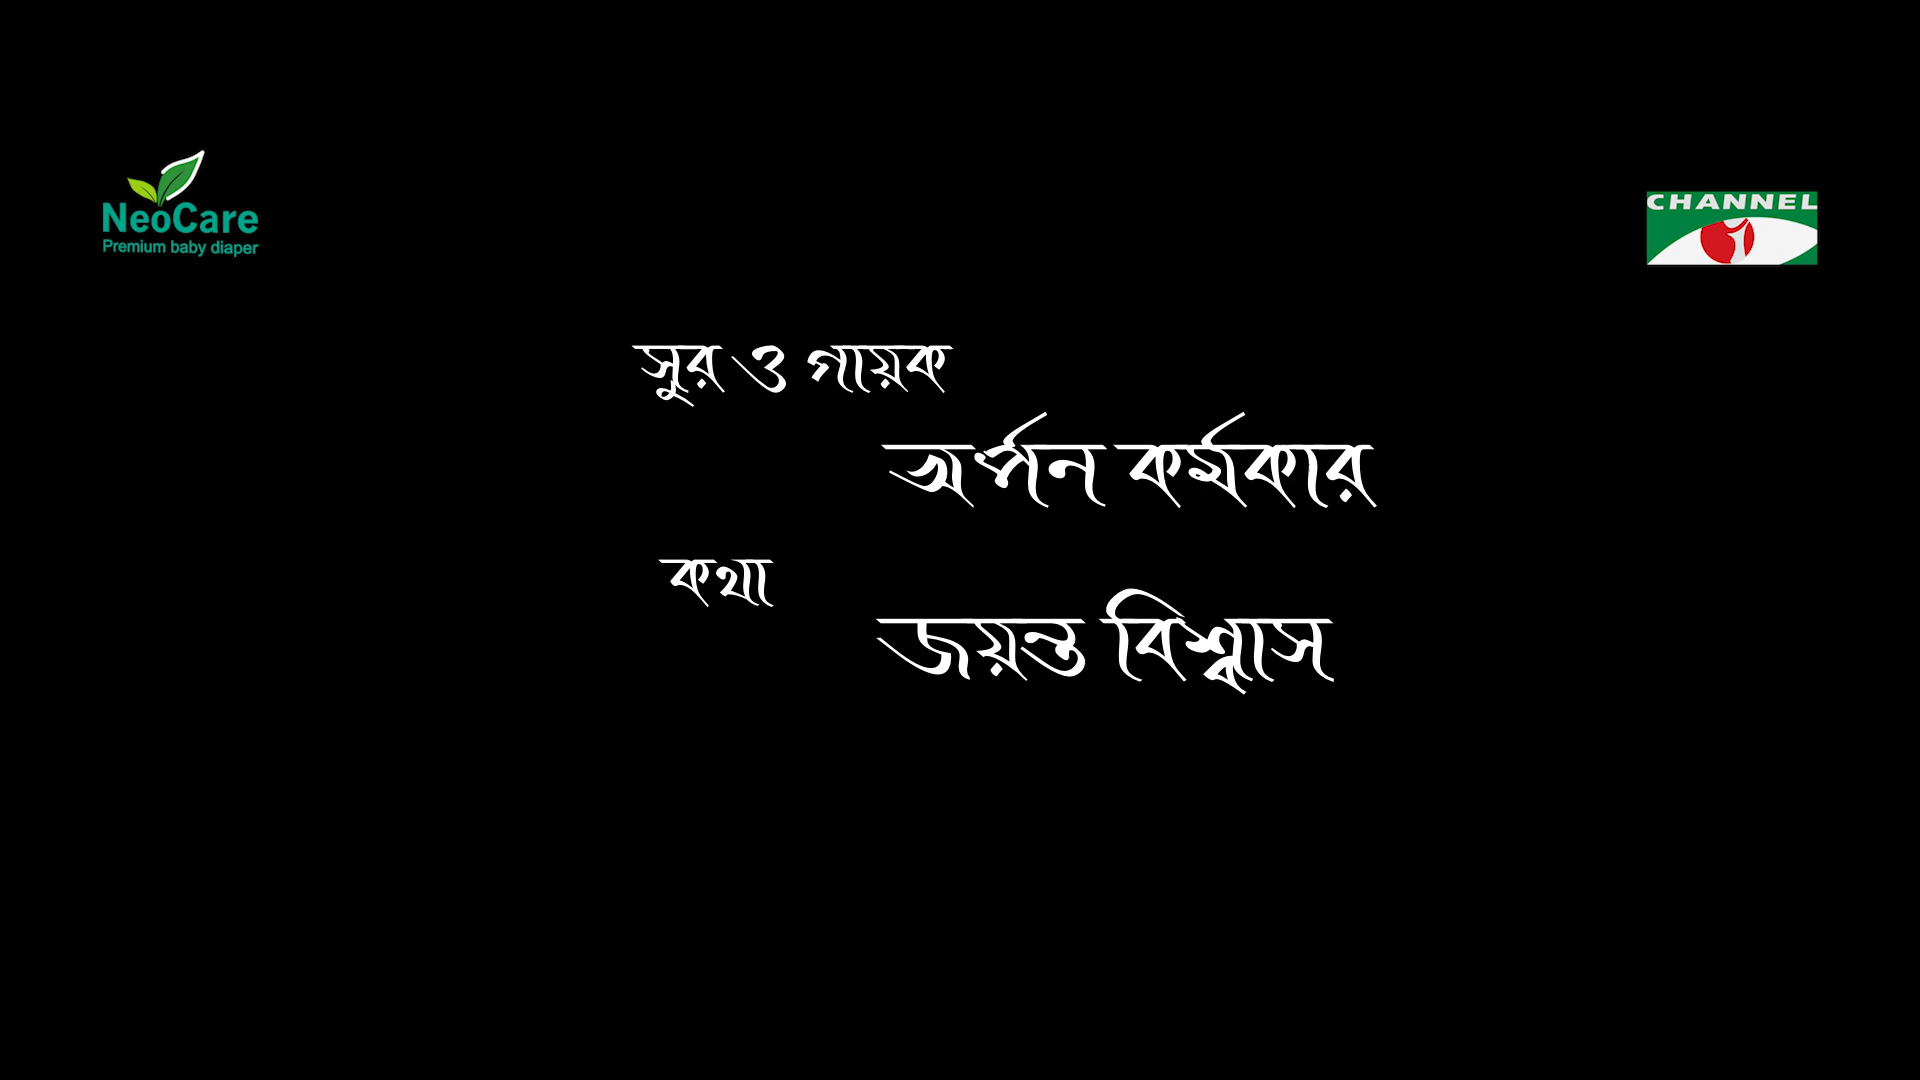 NeoCare
Premium baby diaper
CHANNEL
i
সুর ও গায়ক
অর্পন কর্মকার
কথা
জয়ন্ত বিশ্বাস